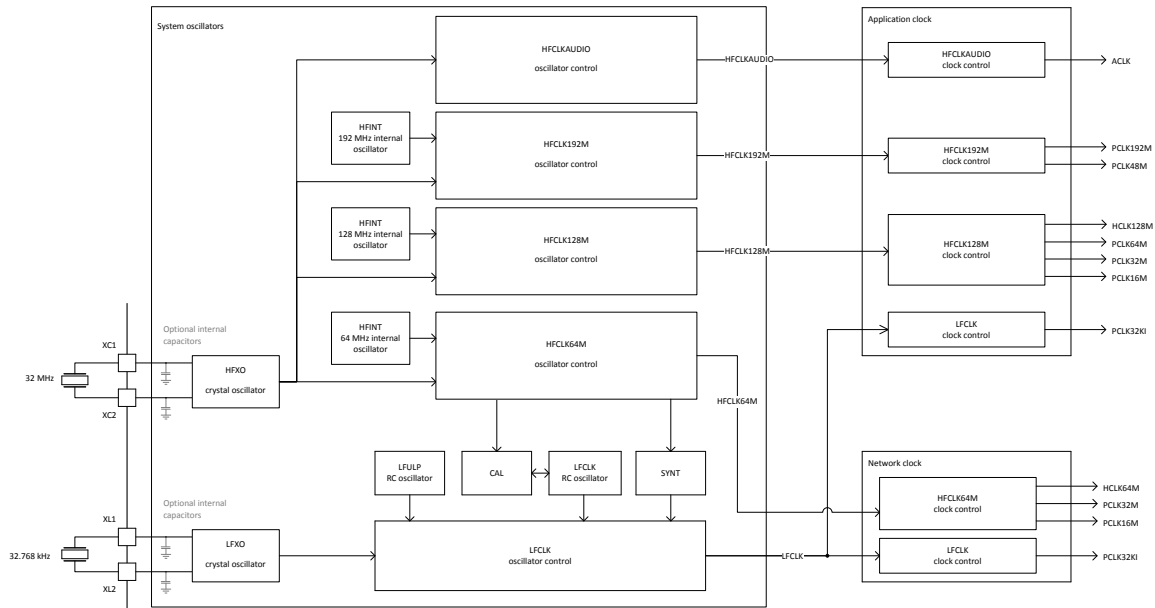 System oscillators
Application clock
HFCLKAUDIO
oscillator control
HFCLKAUDIO
HFCLKAUDIO
clock control
ACLK
HFINT
192 MHz internal
oscillator
HFCLK192M
oscillator control
HFCLK192M
HFCLK192M
clock control
PCLK192M
PCLK48M
HFINT
128 MHz internal
oscillator
HFCLK128M
oscillator control
HFCLK128M
HFCLK128M
clock control
HCLK128M
PCLK64M
PCLK32M
PCLK16M
HFINT
64 MHz internal
oscillator
HFCLK64M
oscillator control
LFCLK
clock control
PCLK32KI
Optional internal
capacitors
XC1
32 MHz
XC2
HFXO
crystal oscillator
HFCLK64M
LFULP
RC oscillator
CAL
LFCLK
RC oscillator
SYNT
Network clock
HFCLK64M
clock control
HCLK64M
PCLK32M
PCLK16M
Optional internal
capacitors
XL1
32.768 kHz
XL2
LFXO
crystal oscillator
LFCLK
oscillator control
LFCLK
LFCLK
clock control
PCLK32KI